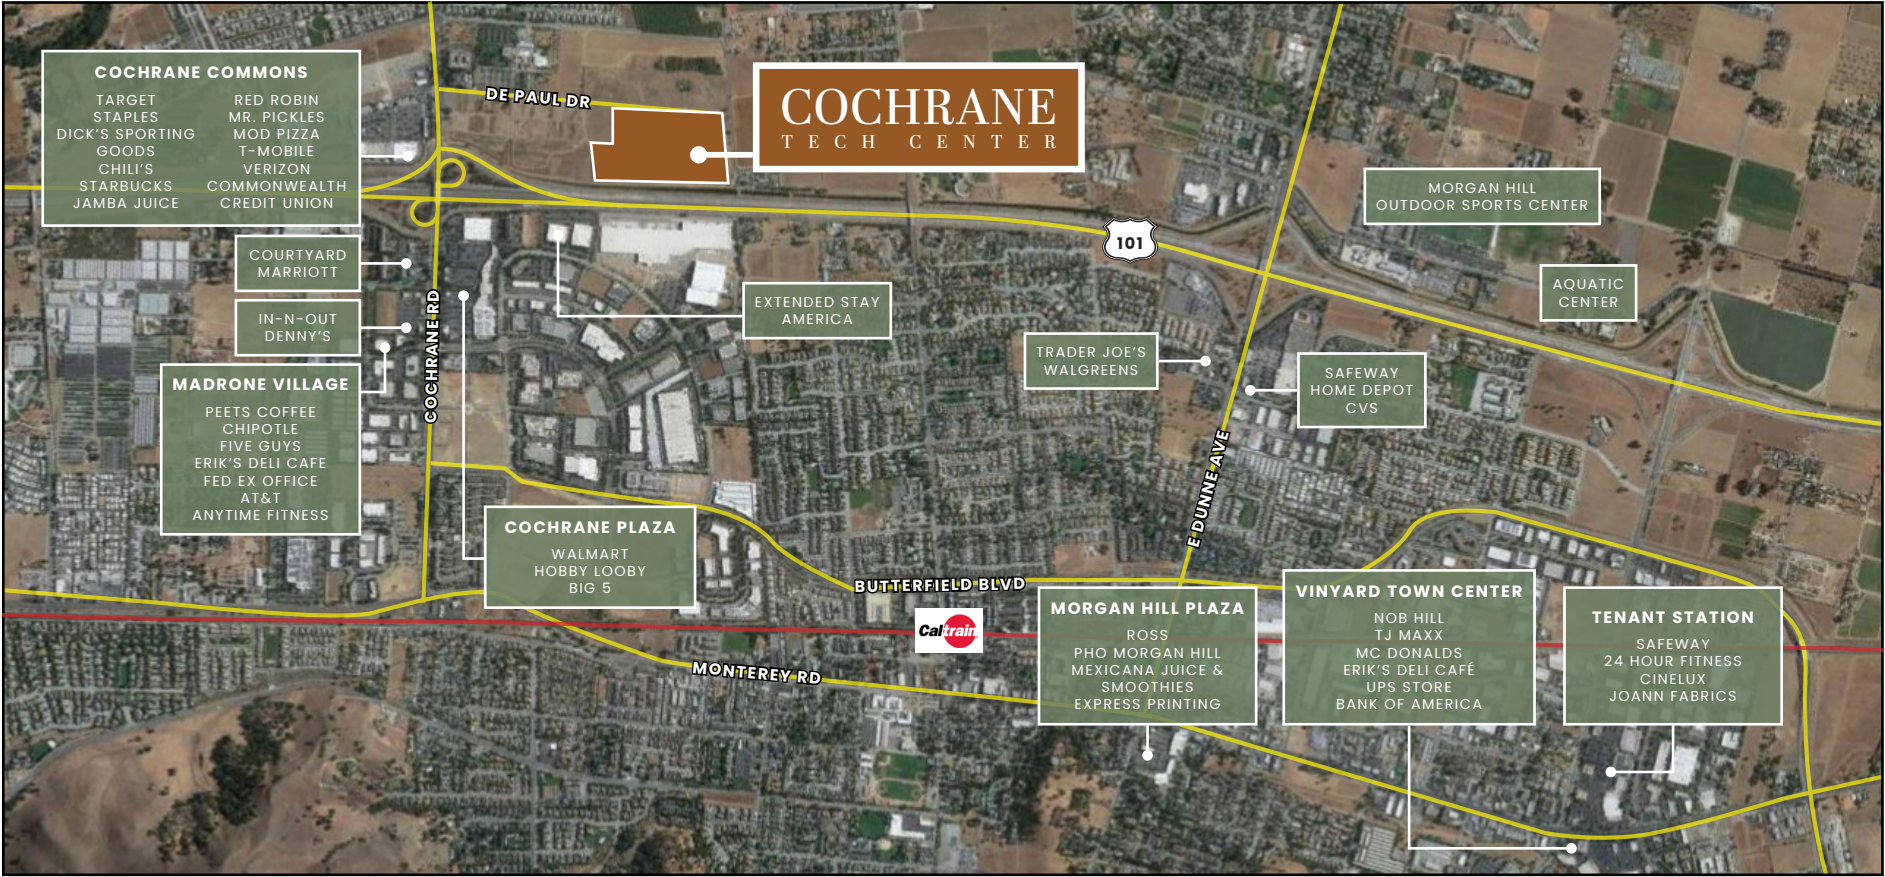 COCHRANE COMMONS
TARGET
STAPLES
DICK'S SPORTING
GOODS
CHILI'S
STARBUCKS
JAMBA JUICE
RED ROBIN
MR. PICKLES
MOD PIZZA
T-MOBILE
VERIZON
COMMONWEALTH
CREDIT UNION
DE PAUL DR
COCHRANE
TECH CENTER
MORGAN HILL
OUTDOOR SPORTS CENTER
101
COURTYARD
MARRIOTT
AQUATIC
CENTER
EXTENDED STAY
AMERICA
IN-N-OUT
DENNY'S
COCHRANE RD
TRADER JOE'S
WALGREENS
SAFEWAY
HOME DEPOT
CVS
MADRONE VILLAGE
PEETS COFFEE
CHIPOTLE
FIVE GUYS
ERIK'S DELI CAFE
FED EX OFFICE
AT&T
ANYTIME FITNESS
E DUNNE AVE
COCHRANE PLAZA
WALMART
HOBBY LOOBY
BIG 5
BUTTERFIELD BLVD
Caltrain
MONTEREY RD
MORGAN HILL PLAZA
ROSS
PHO MORGAN HILL
MEXICANA JUICE &
SMOOTHIES
EXPRESS PRINTING
VINYARD TOWN CENTER
NOB HILL
TJ MAXX
MC DONALDS
ERIK'S DELI CAFÉ
UPS STORE
BANK OF AMERICA
TENANT STATION
SAFEWAY
24 HOUR FITNESS
CINELUX
JOANN FABRICS